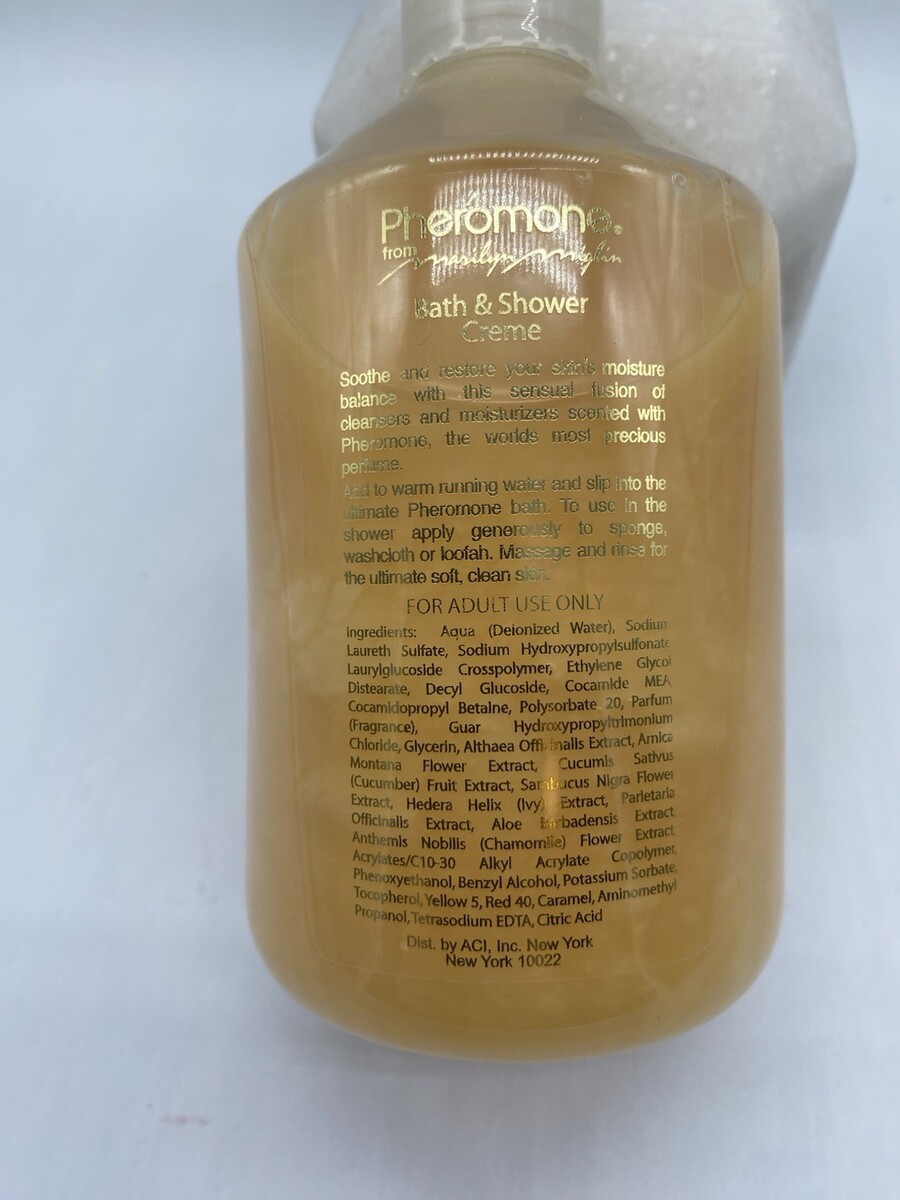 Pheromone®
from marilyn miglin
Bath & Shower
Creme
Soothe and restore your skin's moisture
balance with this sensual fusion of
cleansers and moisturizers scented with
Pheromone, the worlds most precious
perfume.
Add to warm running water and slip into the
ultimate Pheromone bath. To use in the
shower apply generously to sponge,
washcloth or loofah. Massage and rinse for
the ultimate soft, clean skin.
FOR ADULT USE ONLY
Ingredients: Aqua (Deionized Water), Sodium
Laureth Sulfate, Sodium Hydroxypropylsulfonate
Laurylglucoside Crosspolymer, Ethylene Glycol
Distearate, Decyl Glucoside, Cocamide MEA,
Cocamidopropyl Betaine, Polysorbate 20, Parfum
(Fragrance), Guar Hydroxypropyltrimonium
Chloride, Glycerin, Althaea Officinalis Extract, Arnica
Montana Flower Extract, Cucumis Sativus
(Cucumber) Fruit Extract, Sambucus Nigra Flower
Extract, Hedera Helix (Ivy) Extract, Parietaria
Officinalis Extract, Aloe Barbadensis Extract
Anthemis Nobilis (Chamomile) Flower Extract
Acrylates/C10-30 Alkyl Acrylate Copolymer,
Phenoxyethanol, Benzyl Alcohol, Potassium Sorbate,
Tocopherol, Yellow 5, Red 40, Caramel, Aminomethyl
Propanol, Tetrasodium EDTA, Citric Acid
Dist. by ACI, Inc. New York
New York 10022